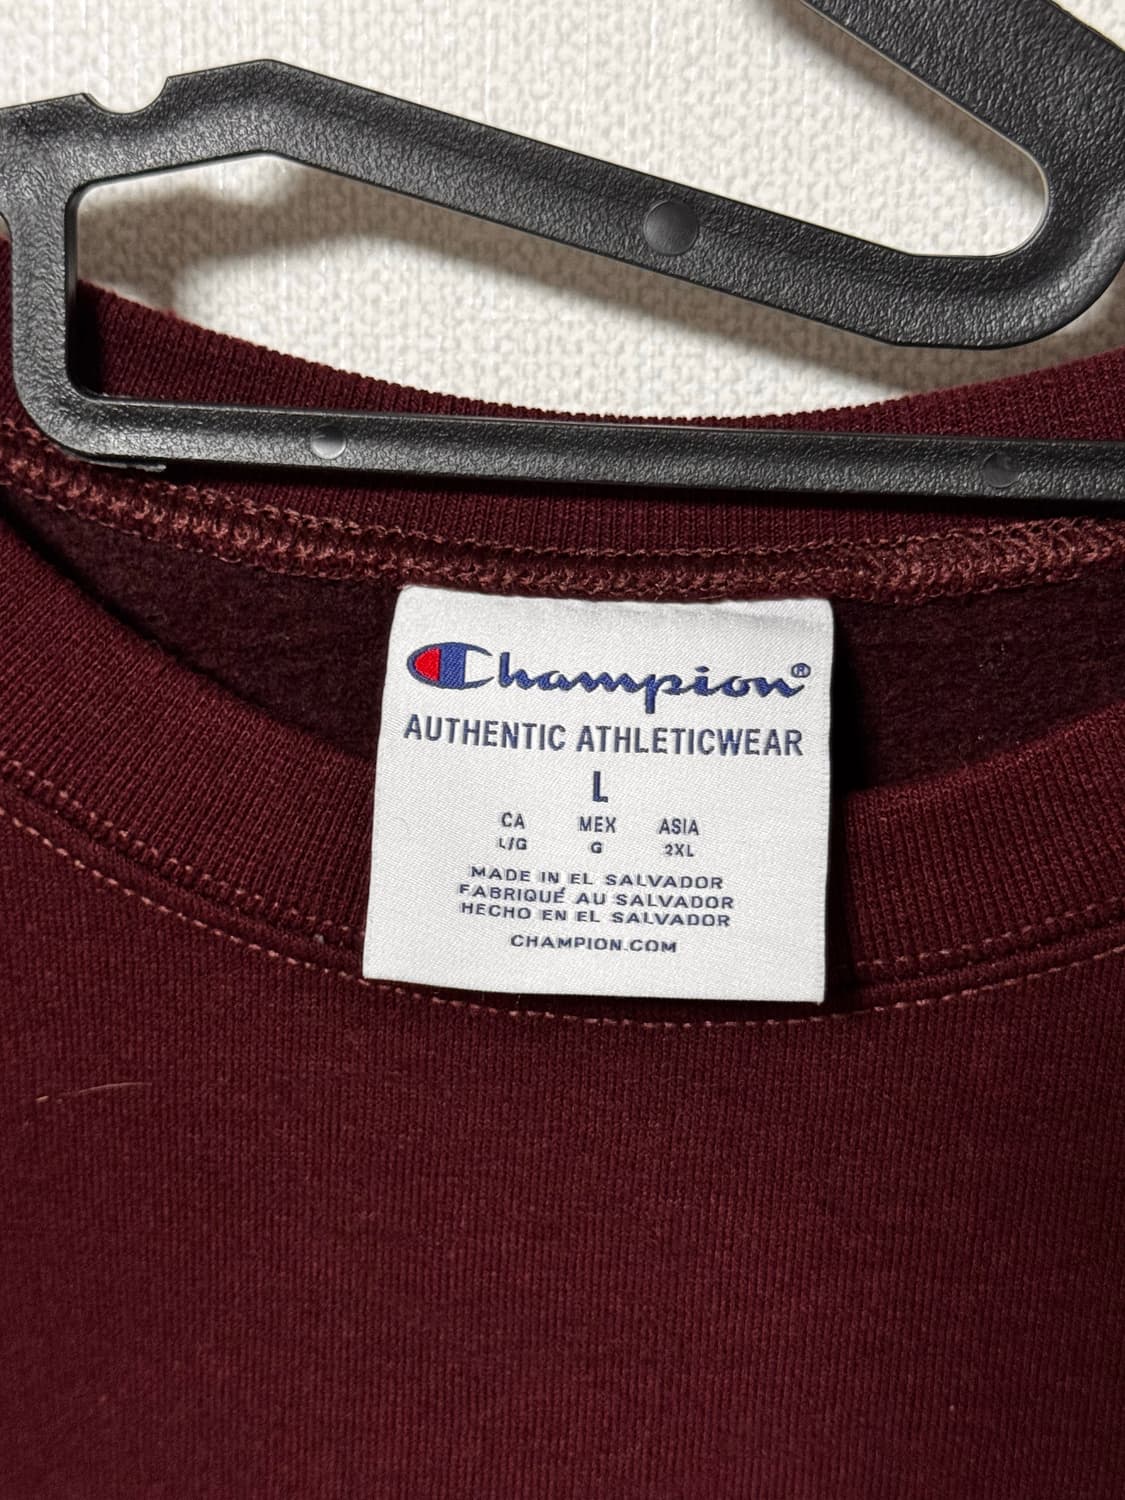 Champion®
AUTHENTIC ATHLETICWEAR
L
CA MEX ASIA
L/G G 2XL
MADE IN EL SALVADOR
FABRIQUÉ AU SALVADOR
HECHO EN EL SALVADOR
CHAMPION.COM